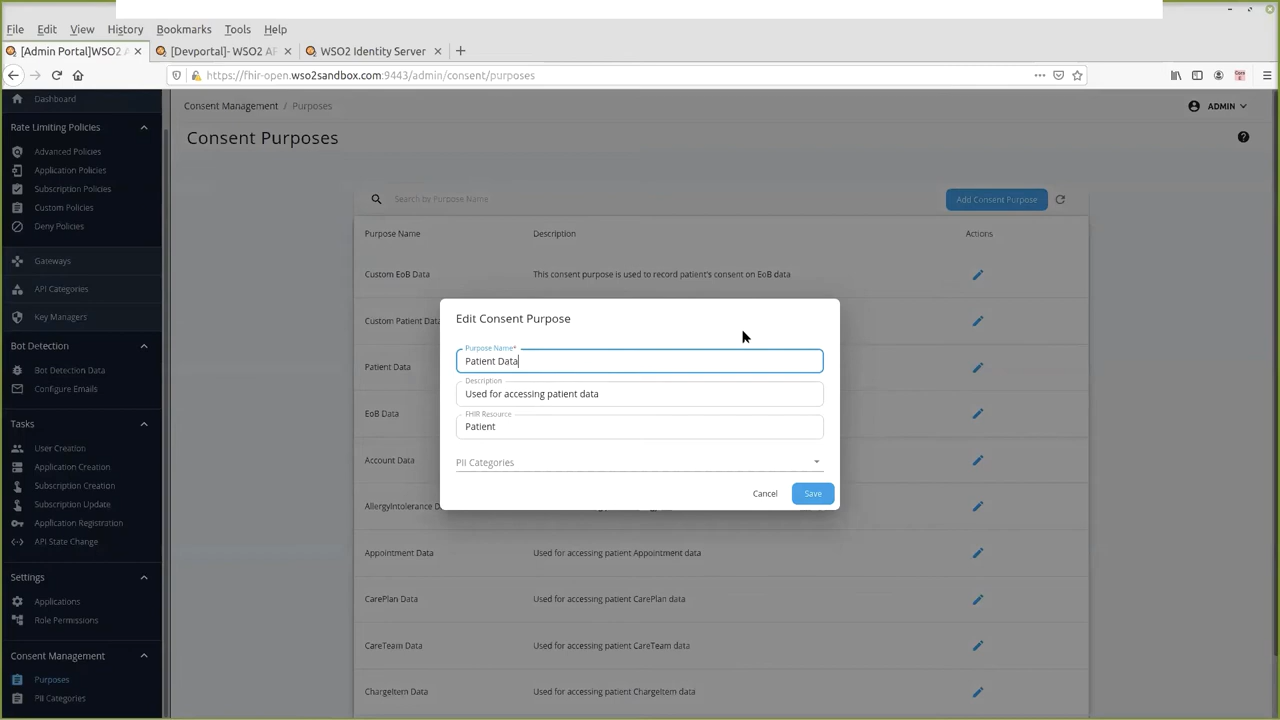 File Edit View History Bookmarks Tools Help
[Admin Portal]WSO2 A
[Devportal]- WSO2 AP
WSO2 Identity Server
https://fhir-open.wso2sandbox.com:9443/admin/consent/purposes
Dashboard
Rate Limiting Policies
Advanced Policies
Application Policies
Subscription Policies
Custom Policies
Deny Policies
Gateways
API Categories
Key Managers
Bot Detection
Bot Detection Data
Configure Emails
Tasks
User Creation
Application Creation
Subscription Creation
Subscription Update
Application Registration
API State Change
Settings
Applications
Role Permissions
Consent Management
Purposes
PII Categories
Consent Management / Purposes
ADMIN
Consent Purposes
Search by Purpose Name
Add Consent Purpose
Purpose Name Description Actions
Custom EoB Data This consent purpose is used to record patient's consent on EoB data
Custom Patient Data
Patient Data
EoB Data
Account Data
AllergyIntolerance D
Appointment Data Used for accessing patient Appointment data
CarePlan Data Used for accessing patient CarePlan data
CareTeam Data Used for accessing patient CareTeam data
ChargeItem Data Used for accessing patient ChargeItem data
Edit Consent Purpose
Purpose Name*
Patient Data
Description
Used for accessing patient data
FHIR Resource
Patient
PII Categories
Cancel Save